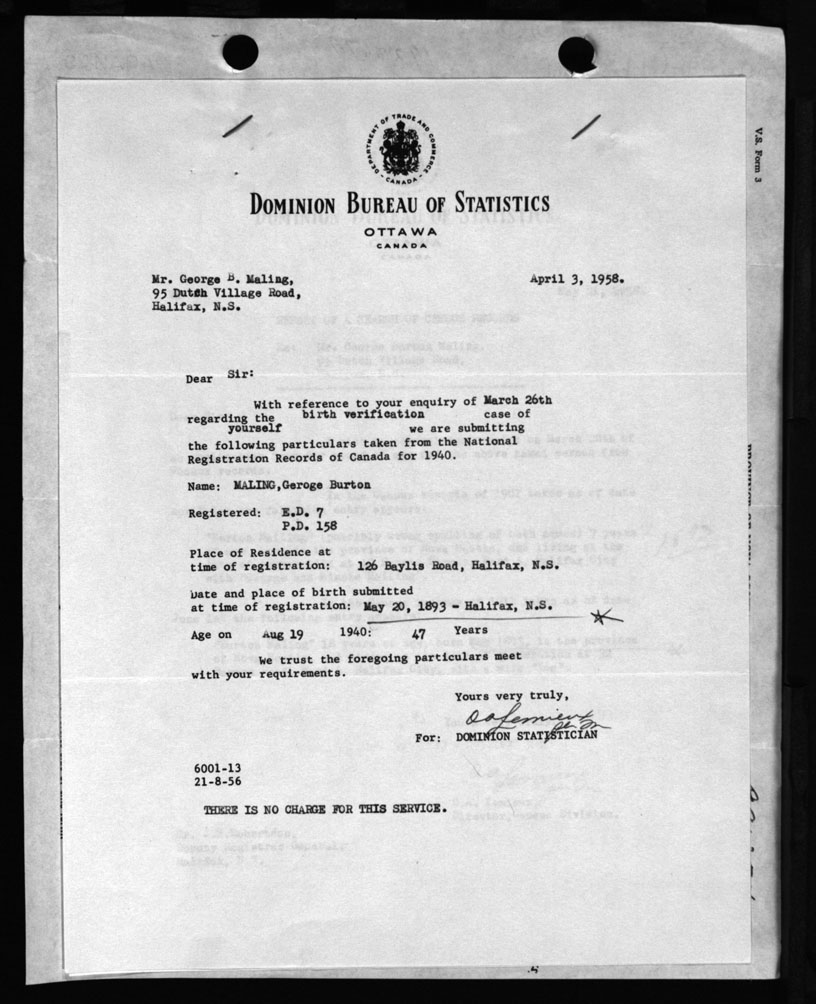 DEPARTMENT OF TRADE AND COMMERCE
- CANADA -
V.S. Form 3
DOMINION BUREAU OF STATISTICS
OTTAWA
CANADA
Mr. George B. Maling,
April 3, 1958.
95 Dutch Village Road,
Halifax, N.S.
Dear Sir:
With reference to your enquiry of March 26th
regarding the birth verification case of
yourself we are submitting
the following particulars taken from the National
Registration Records of Canada for 1940.
Name: MALING,Geroge Burton
Registered: E.D. 7
P.D. 158
Place of Residence at
time of registration: 126 Baylis Road, Halifax, N.S.
Date and place of birth submitted
at time of registration: May 20, 1893 - Halifax, N.S.
Age on Aug 19 1940: 47 Years
We trust the foregoing particulars meet
with your requirements.
Yours very truly,
For: DOMINION STATISTICIAN
6001-13
21-8-56
THERE IS NO CHARGE FOR THIS SERVICE.